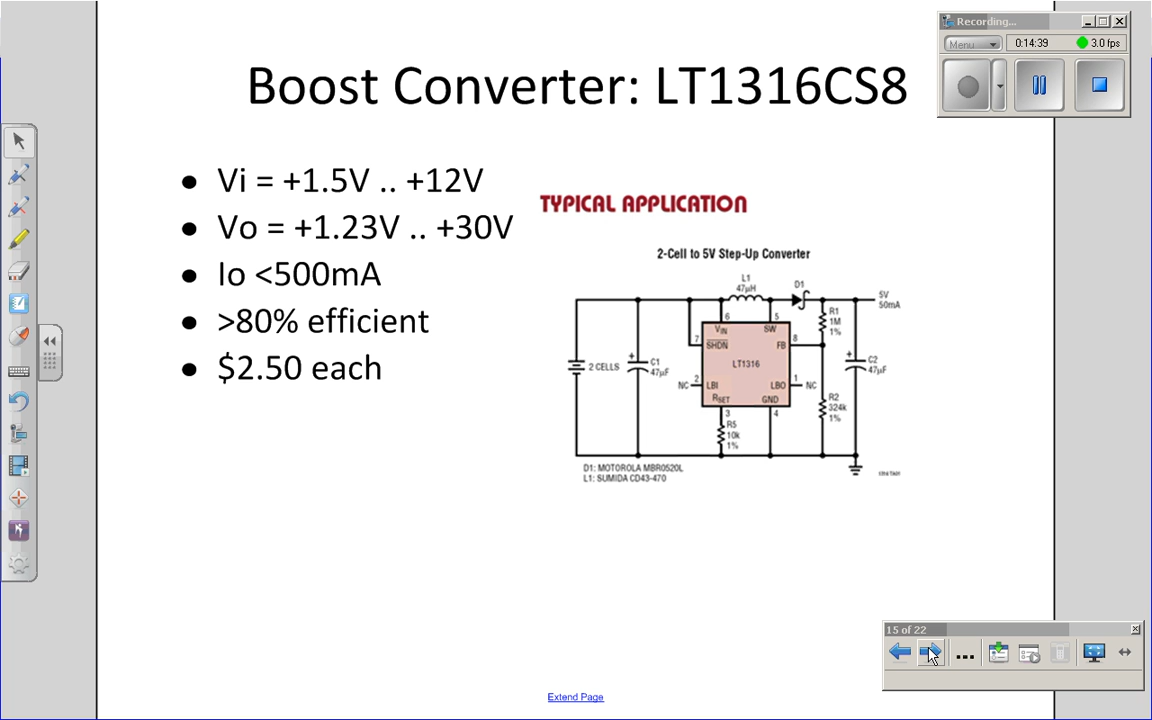 Recording...
Menu
0:14:39
3.0 fps
Boost Converter: LT1316CS8
● Vi = +1.5V .. +12V
● Vo = +1.23V .. +30V
● Io <500mA
● >80% efficient
● $2.50 each
TYPICAL APPLICATION
2-Cell to 5V Step-Up Converter
L1
47µH
D1
5V
50mA
R1
1M
1%
6
5
VIN
SW
7
SHDN
FB
8
LT1316
2 CELLS
+
C1
47µF
+
C2
47µF
NC
2
LBI
LBO
1
NC
RSET
GND
3
4
R2
324k
1%
R5
10k
1%
D1: MOTOROLA MBR0520L
L1: SUMIDA CD43-470
15 of 22
...
Extend Page